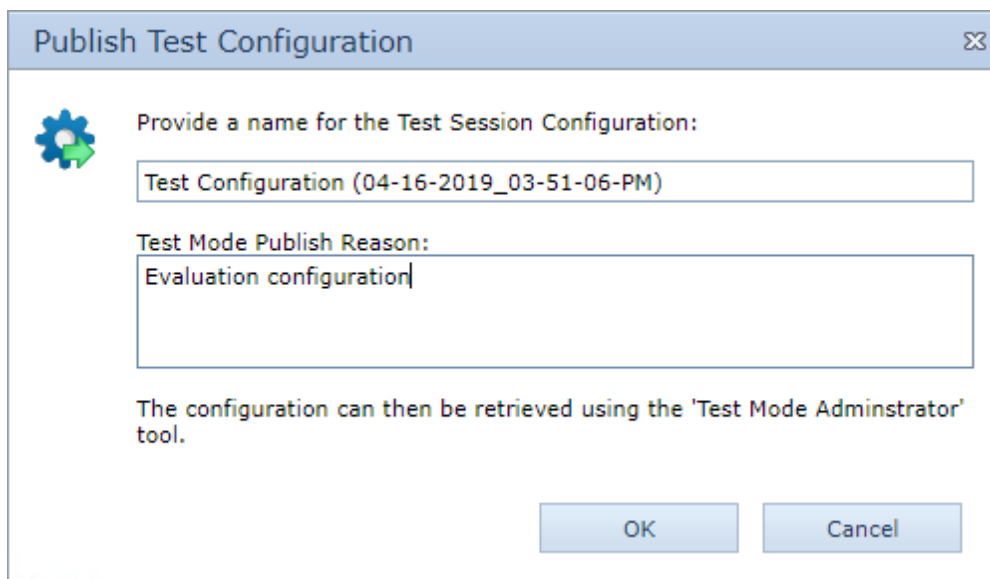 Publish Test Configuration
Provide a name for the Test Session Configuration:
Test Configuration (04-16-2019_03-51-06-PM)
Test Mode Publish Reason:
Evaluation configuration
The configuration can then be retrieved using the 'Test Mode Adminstrator'
tool.
OK
Cancel